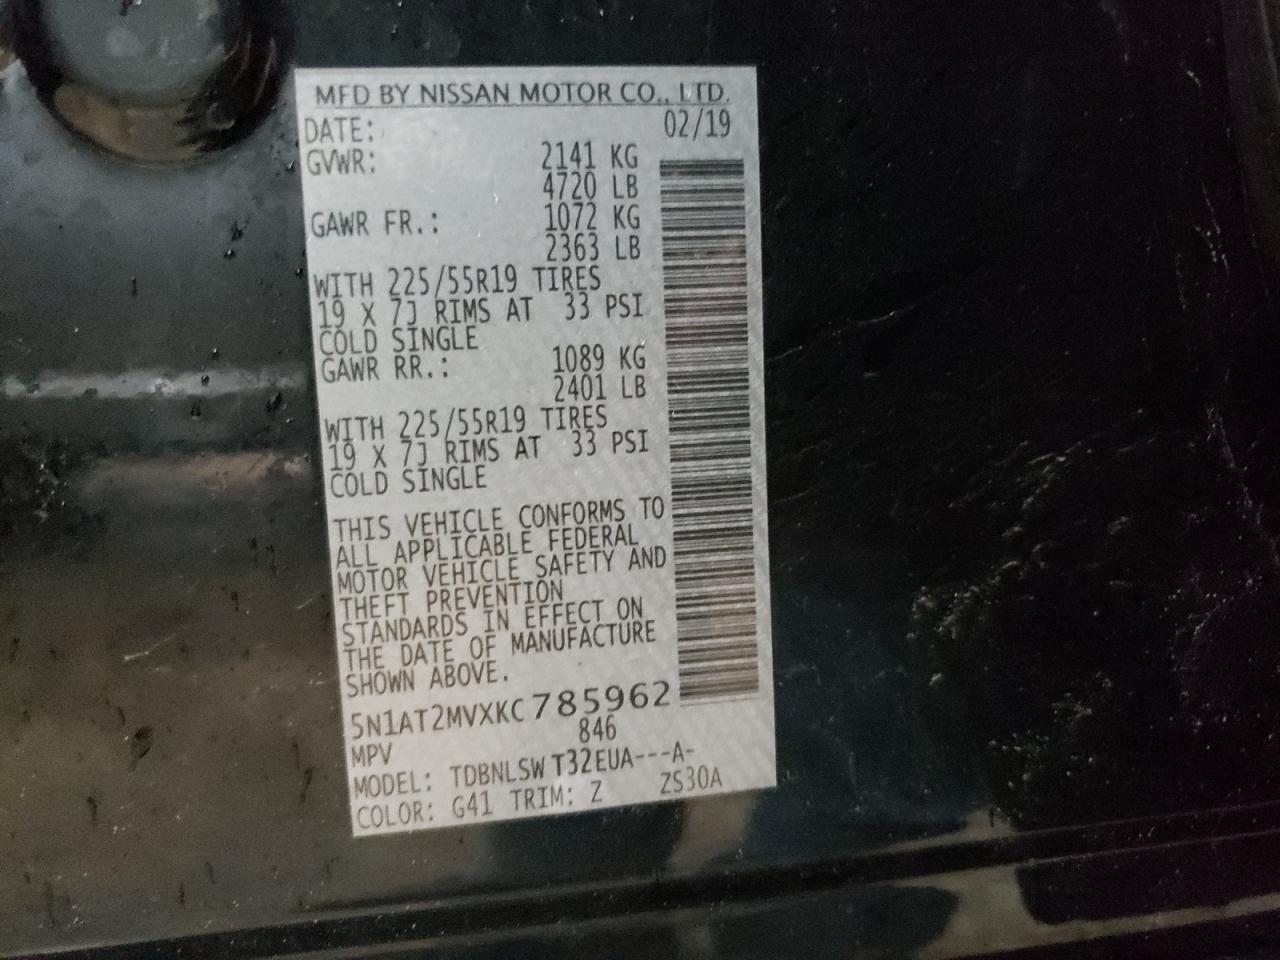 MFD BY NISSAN MOTOR CO., LTD.
DATE: 02/19
GVWR: 2141 KG
4720 LB
GAWR FR.: 1072 KG
2363 LB
WITH 225/55R19 TIRES
19 X 7J RIMS AT 33 PSI
COLD SINGLE
GAWR RR.: 1089 KG
2401 LB
WITH 225/55R19 TIRES
19 X 7J RIMS AT 33 PSI
COLD SINGLE
THIS VEHICLE CONFORMS TO
ALL APPLICABLE FEDERAL
MOTOR VEHICLE SAFETY AND
THEFT PREVENTION
STANDARDS IN EFFECT ON
THE DATE OF MANUFACTURE
SHOWN ABOVE.
5N1AT2MVXKC785962
MPV 846
MODEL: TDBNLSW T32EUA---A-
COLOR: G41 TRIM: Z ZS30A